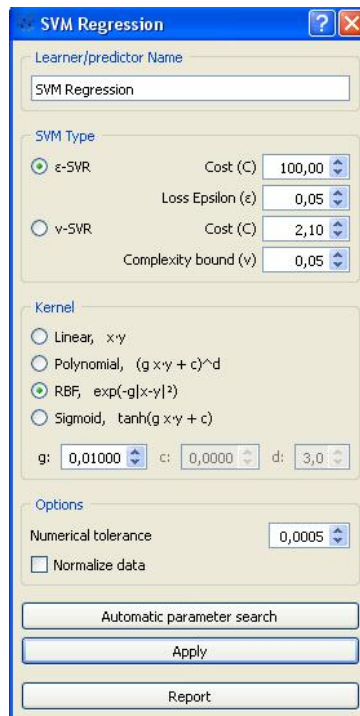 SVM Regression
Learner/predictor Name
SVM Regression
SVM Type
ε-SVR Cost (C) 100,00
Loss Epsilon (ε) 0,05
ν-SVR Cost (C) 2,10
Complexity bound (ν) 0,05
Kernel
Linear, x·y
Polynomial, (g x·y + c)^d
RBF, exp(-g|x-y|²)
Sigmoid, tanh(g x·y + c)
g: 0,01000 c: 0,0000 d: 3,0
Options
Numerical tolerance 0,0005
Normalize data
Automatic parameter search
Apply
Report